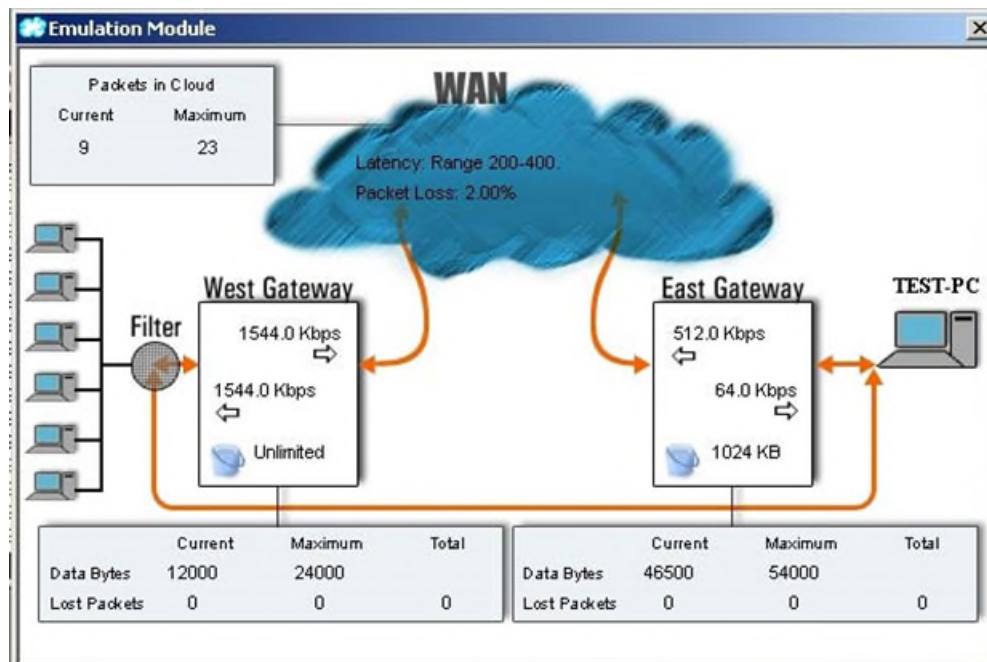 Emulation Module
Packets in Cloud
Current Maximum
9 23
WAN
Latency: Range 200-400.
Packet Loss: 2.00%
West Gateway
1544.0 Kbps
1544.0 Kbps
Unlimited
Filter
East Gateway
512.0 Kbps
64.0 Kbps
1024 KB
TEST-PC
Current Maximum Total
Data Bytes 12000 24000
Lost Packets 0 0 0
Current Maximum Total
Data Bytes 46500 54000
Lost Packets 0 0 0